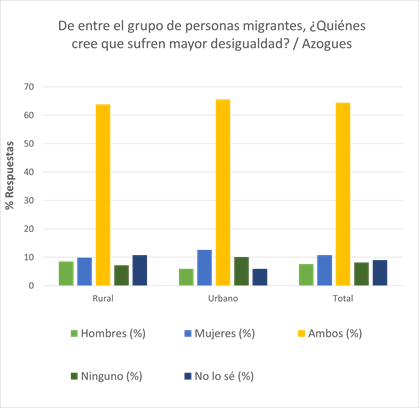 De entre el grupo de personas migrantes, ¿Quiénes
cree que sufren mayor desigualdad? / Azogues
% Respuestas
70
60
50
40
30
20
10
0
Rural
Urbano
Total
Hombres (%)
Mujeres (%)
Ambos (%)
Ninguno (%)
No lo sé (%)